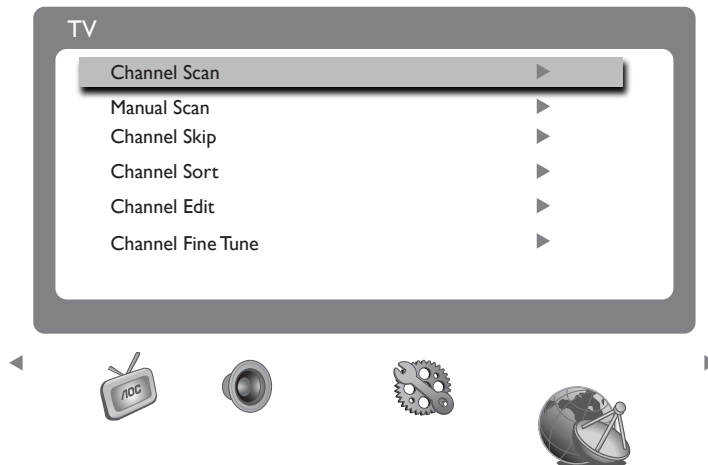 TV
Channel Scan
Manual Scan
Channel Skip
Channel Sort
Channel Edit
Channel Fine Tune
AOC